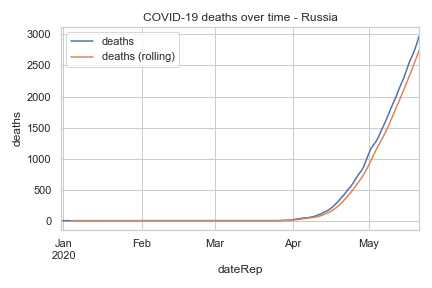 COVID-19 deaths over time - Russia
deaths
deaths (rolling)
3000
2500
2000
1500
1000
500
0
deaths
Jan
2020
Feb
Mar
Apr
May
dateRep